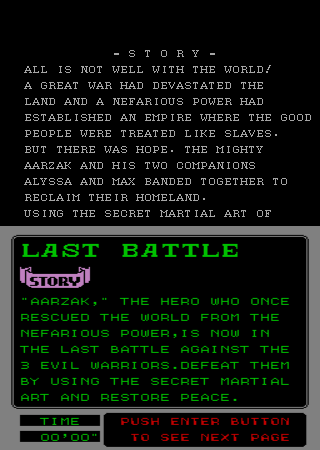 - S T O R Y -
ALL IS NOT WELL WITH THE WORLD!
A GREAT WAR HAD DEVASTATED THE
LAND AND A NEFARIOUS POWER HAD
ESTABLISHED AN EMPIRE WHERE THE GOOD
PEOPLE WERE TREATED LIKE SLAVES.
BUT THERE WAS HOPE. THE MIGHTY
AARZAK AND HIS TWO COMPANIONS
ALYSSA AND MAX BANDED TOGETHER TO
RECLAIM THEIR HOMELAND.
USING THE SECRET MARTIAL ART OF
LAST BATTLE
STORY
"AARZAK," THE HERO WHO ONCE
RESCUED THE WORLD FROM THE
NEFARIOUS POWER,IS NOW IN
THE LAST BATTLE AGAINST THE
3 EVIL WARRIORS.DEFEAT THEM
BY USING THE SECRET MARTIAL
ART AND RESTORE PEACE.
TIME
00'00"
PUSH ENTER BUTTON
TO SEE NEXT PAGE